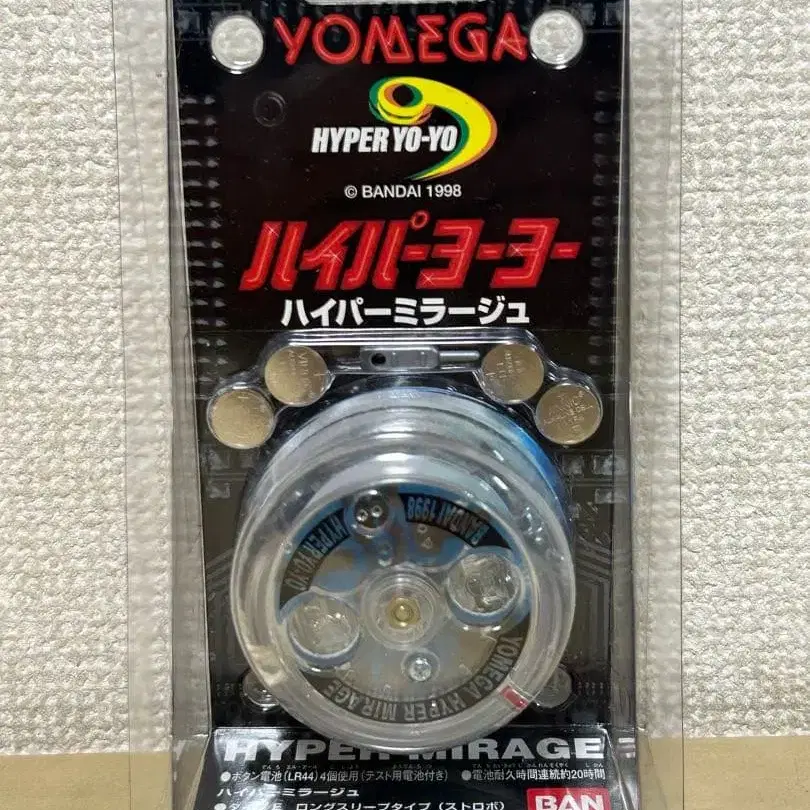 YOMEGA
HYPER YO-YO
© BANDAI 1998
ハイパーヨーヨー
ハイパーミラージュ
BANDAI 1998
HYPER YO-YO
YOMEGA HYPER MIRAGE
HYPER MIRAGE
●ボタン電池(LR44)4個使用(テスト用電池付き) ●電池耐久時間連続約20時間
ハイパーミラージュ
ロングスリープタイプ(ストロボ)
BAN